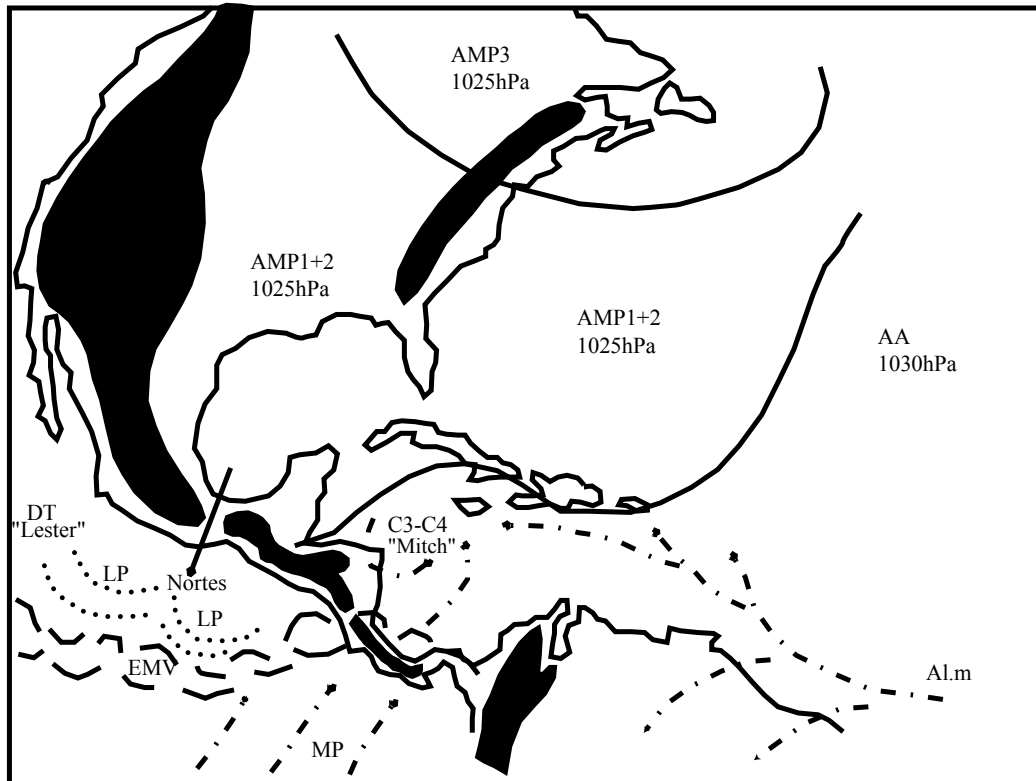 AMP3
1025hPa
AMP1+2
1025hPa
AMP1+2
1025hPa
AA
1030hPa
DT
"Lester"
LP
Nortes
LP
C3-C4
"Mitch"
EMV
MP
Al.m